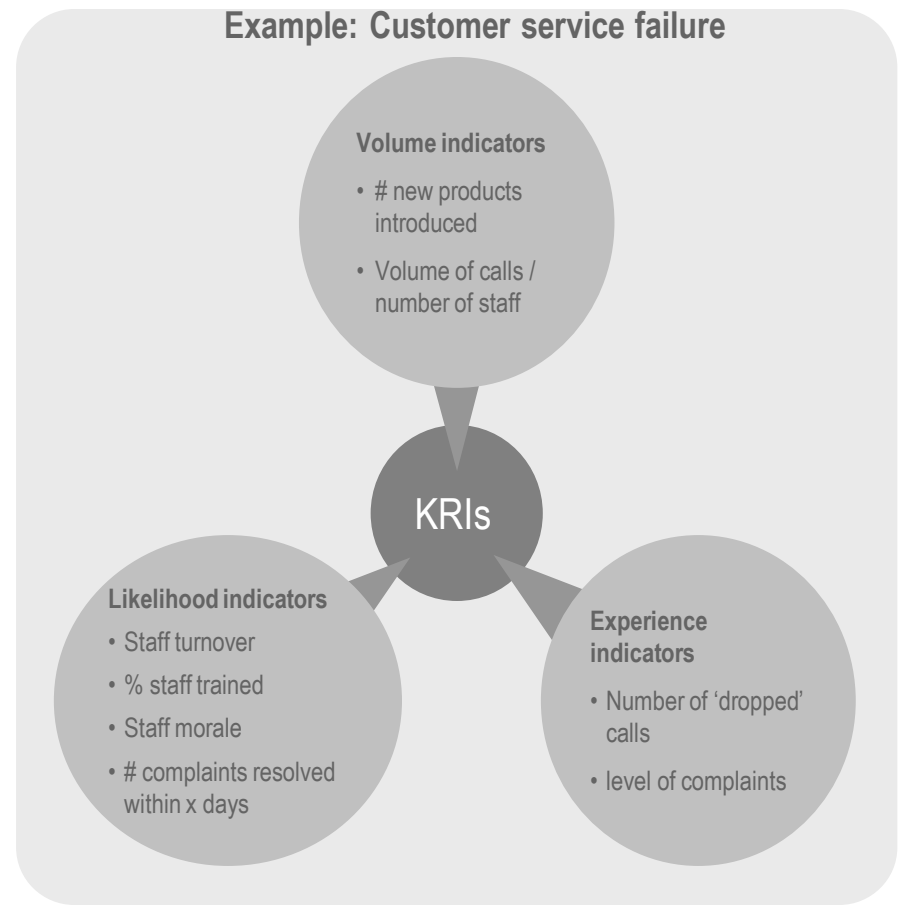 Example: Customer service failure
Volume indicators
• # new products
introduced
• Volume of calls /
number of staff
KRIs
Likelihood indicators
• Staff turnover
• % staff trained
• Staff morale
• # complaints resolved
within x days
Experience
indicators
• Number of ‘dropped’
calls
• level of complaints